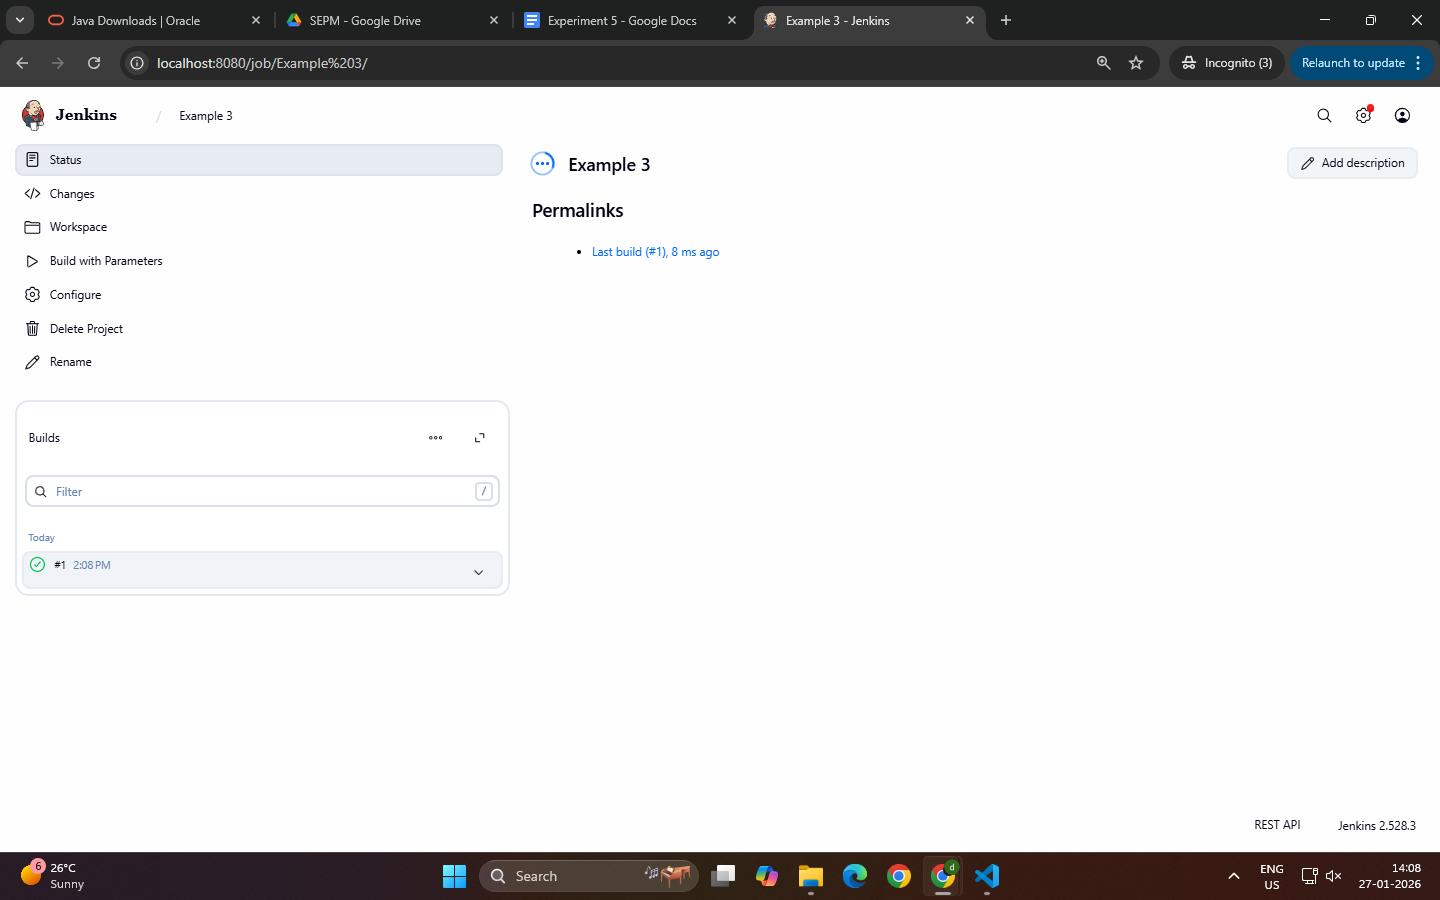 Java Downloads | Oracle
SEPM - Google Drive
Experiment 5 - Google Docs
Example 3 - Jenkins
localhost:8080/job/Example%203/
Incognito (3)
Relaunch to update
Jenkins
/
Example 3
Status
Changes
Workspace
Build with Parameters
Configure
Delete Project
Rename
Example 3
Add description
Permalinks
Last build (#1), 8 ms ago
Builds
Filter
/
Today
#1 2:08 PM
REST API
Jenkins 2.528.3
6
26°C
Sunny
Search
d
ENG
US
14:08
27-01-2026